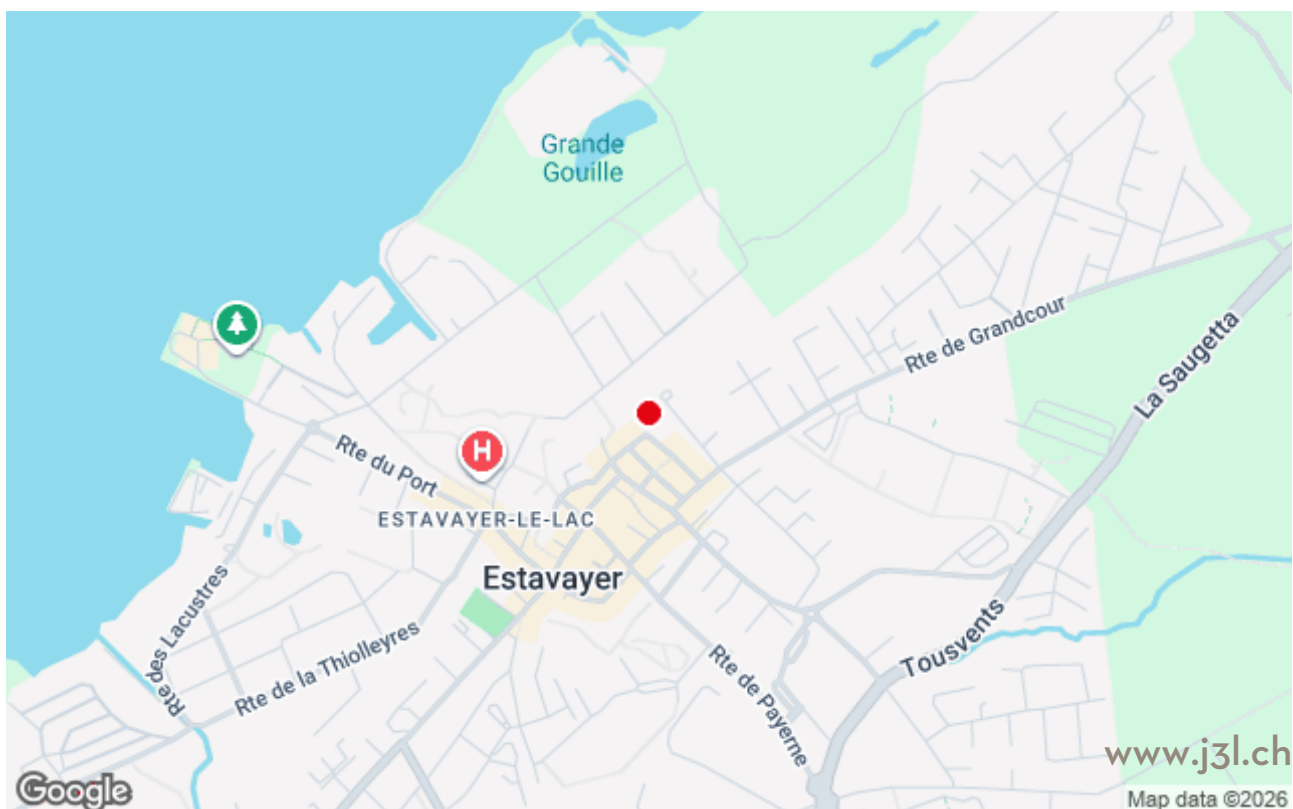 Grande
Gouille
Rte de Grandcour
La Saugetta
H
Rte du Port
ESTAVAYER-LE-LAC
Estavayer
Rte des Lacustres
Rte de la Thiolleyres
Tousvents
Rte de Payerne
www.j3l.ch
Google
Map data ©2026